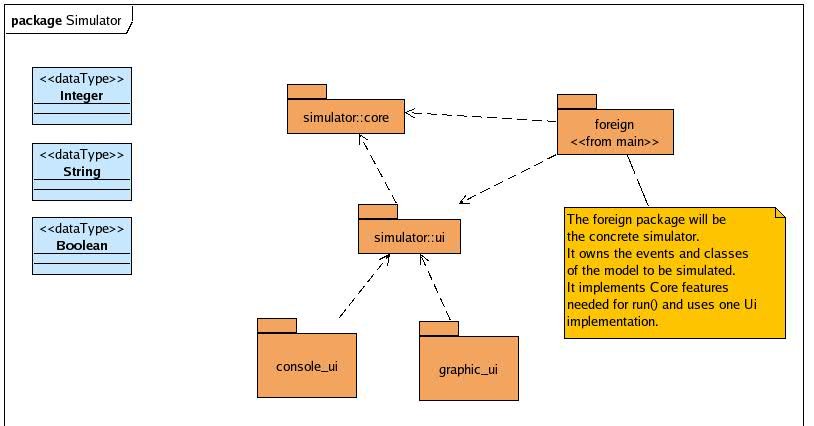 package Simulator
<<dataType>>
Integer
<<dataType>>
String
<<dataType>>
Boolean
simulator::core
foreign
<<from main>>
simulator::ui
The foreign package will be
the concrete simulator.
It owns the events and classes
of the model to be simulated.
It implements Core features
needed for run() and uses one Ui
implementation.
console_ui
graphic_ui